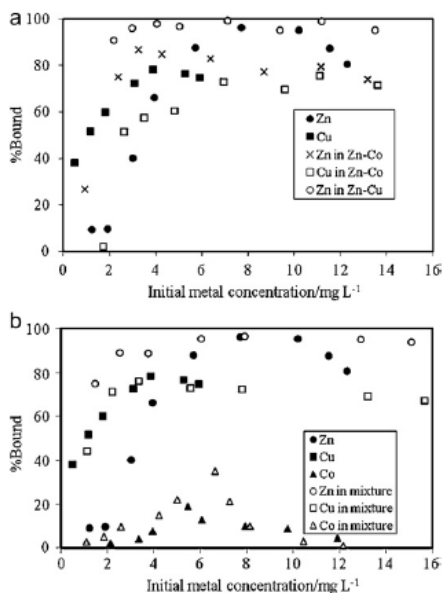 a
100
80
60
40
20
0
%Bound
Zn
Cu
Zn in Zn-Co
Cu in Zn-Co
Zn in Zn-Cu
0 2 4 6 8 10 12 14 16
Initial metal concentration/mg L-1
b
100
80
60
40
20
0
%Bound
Zn
Cu
Co
Zn in mixture
Cu in mixture
Co in mixture
0 2 4 6 8 10 12 14 16
Initial metal concentration/mg L-1